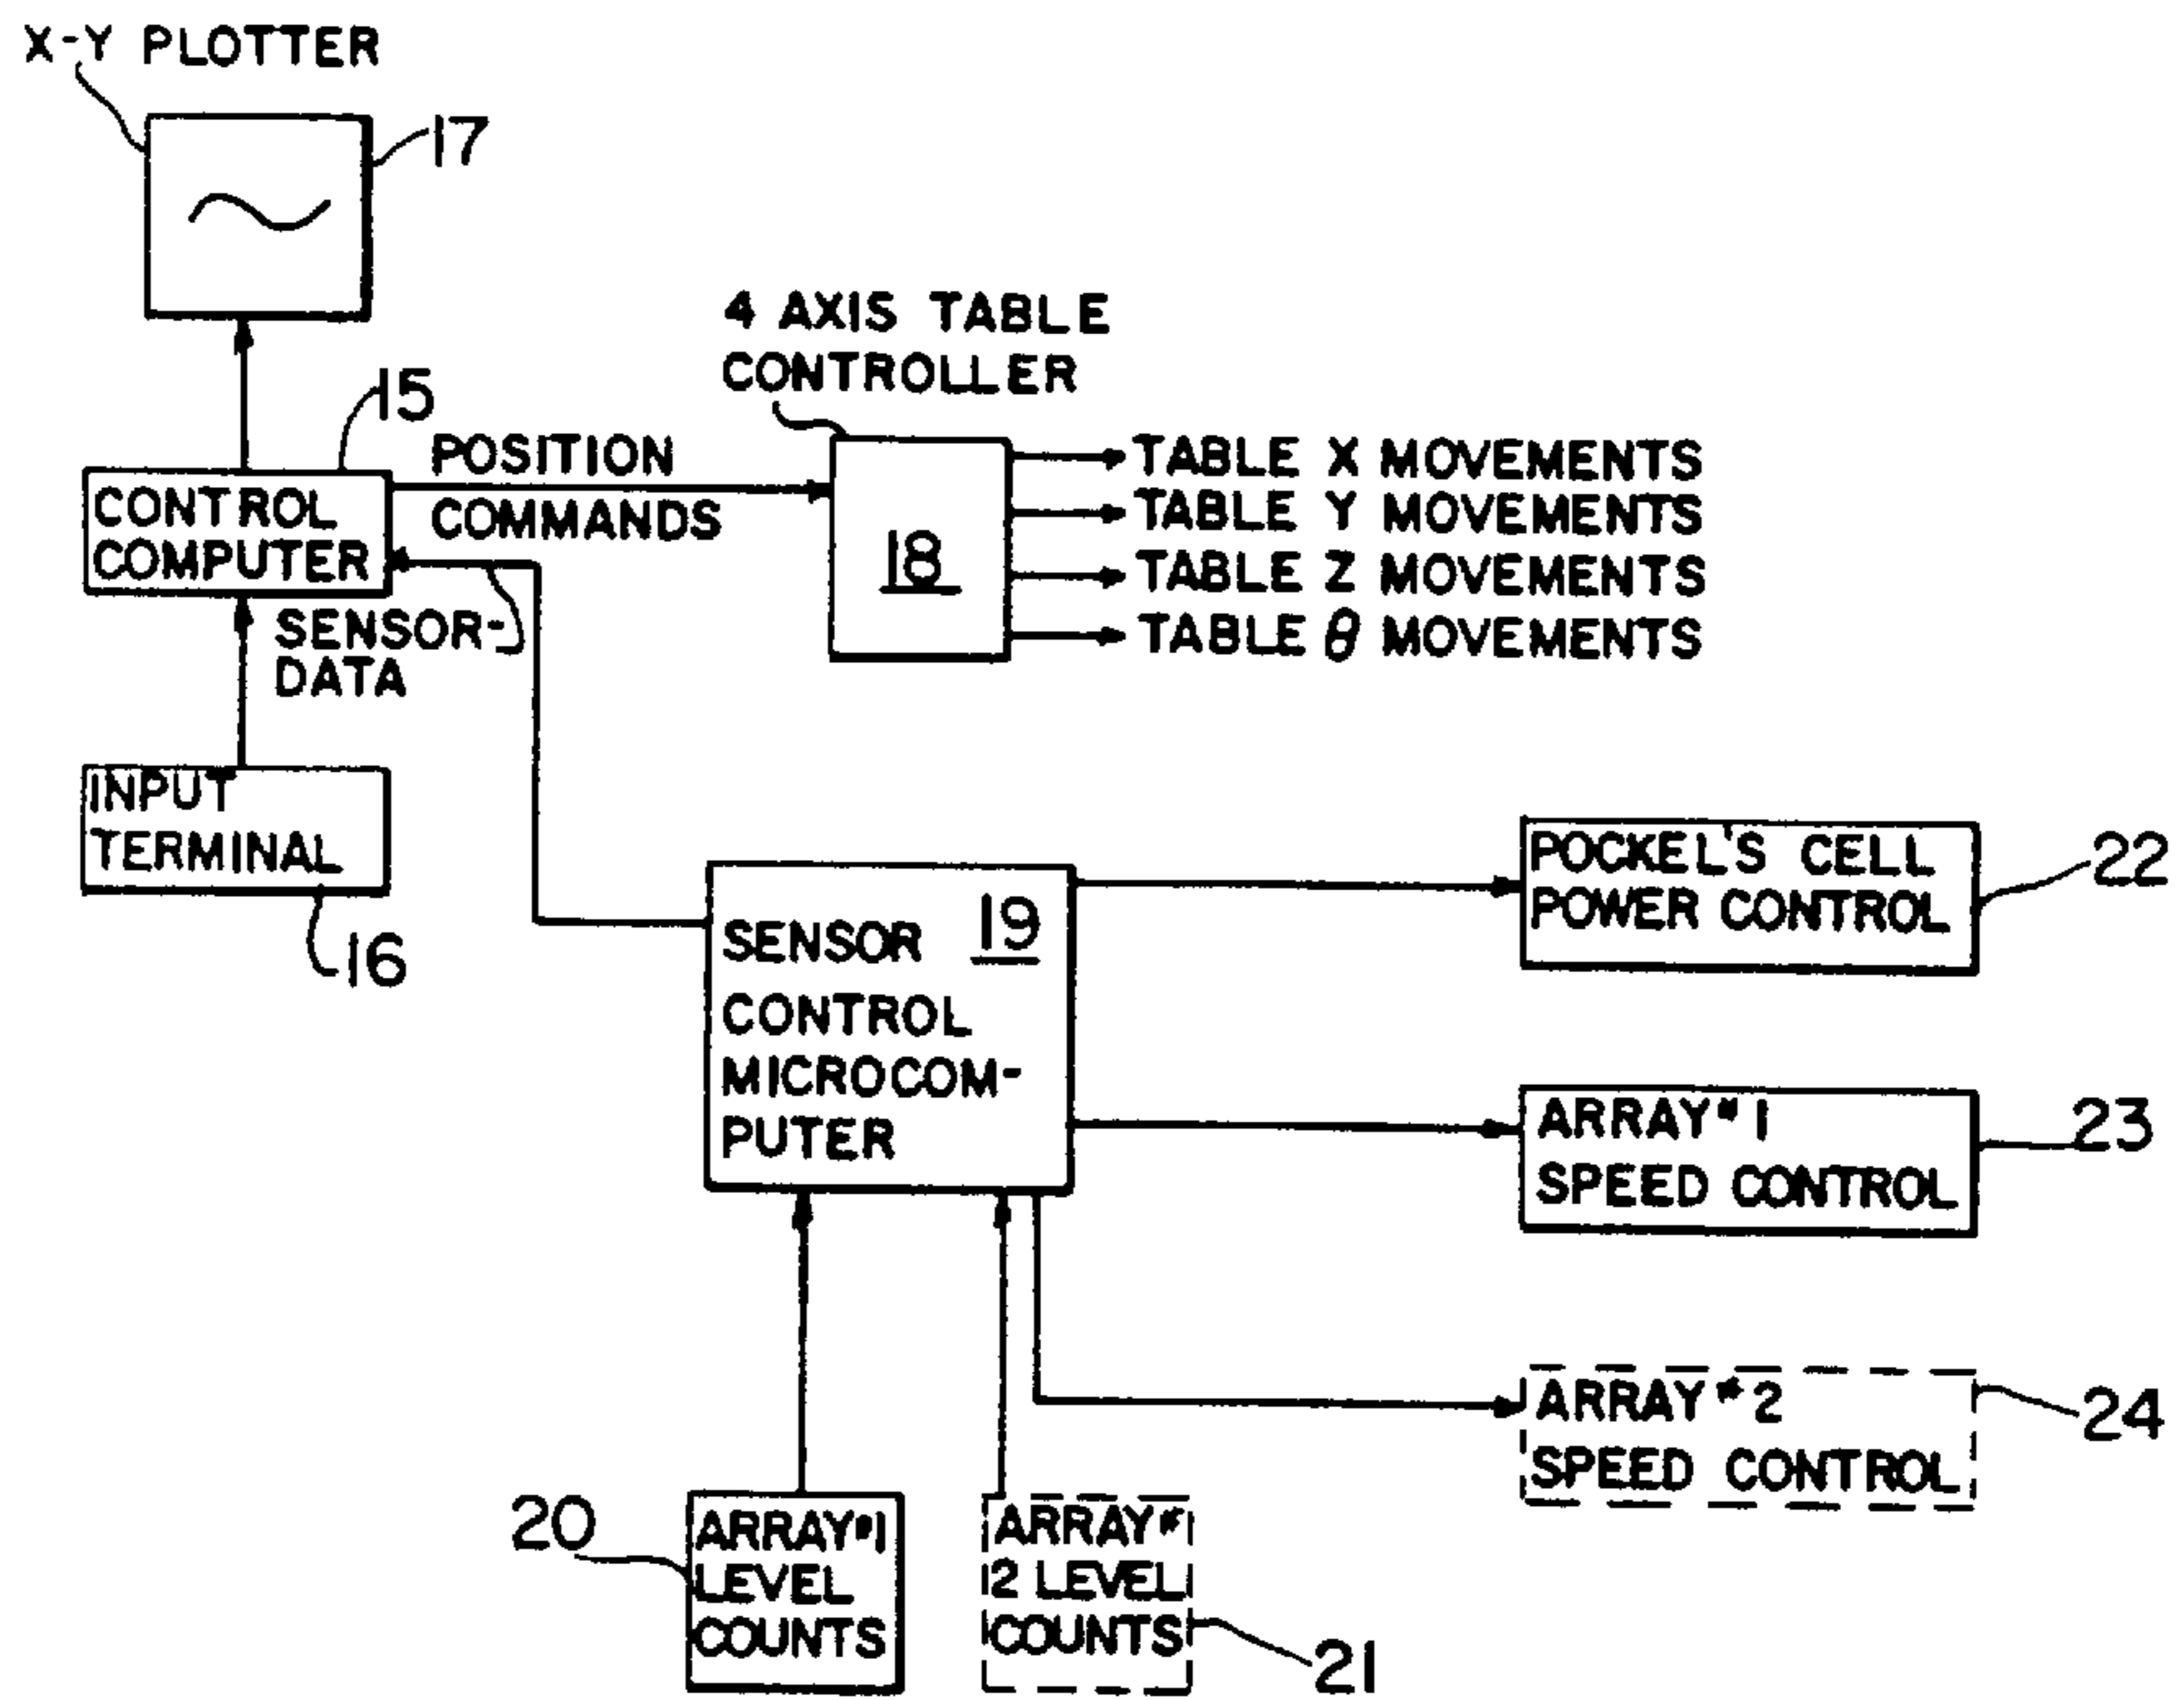 X-Y PLOTTER
17
4 AXIS TABLE
CONTROLLER
15
POSITION
COMMANDS
CONTROL
COMPUTER
18
TABLE X MOVEMENTS
TABLE Y MOVEMENTS
TABLE Z MOVEMENTS
TABLE θ MOVEMENTS
SENSOR-
DATA
INPUT
TERMINAL
16
SENSOR
CONTROL
MICROCOM-
PUTER
19
POCKEL'S CELL
POWER CONTROL
22
ARRAY #1
SPEED CONTROL
23
ARRAY #2
SPEED CONTROL
24
20
ARRAY #1
LEVEL
COUNTS
ARRAY #
2 LEVEL
COUNTS
21